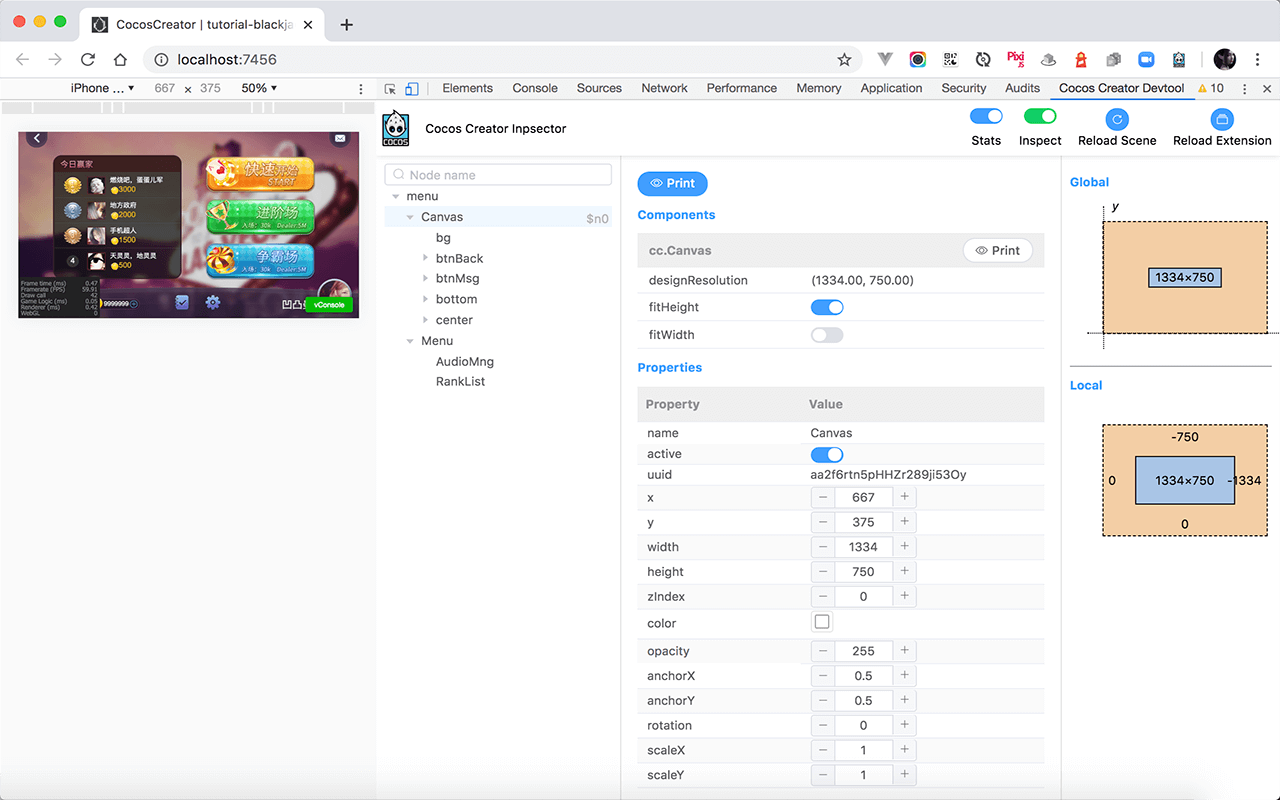 CocosCreator | tutorial-blackja
localhost:7456
iPhone ... 667 × 375 50%
Elements Console Sources Network Performance Memory Application Security Audits Cocos Creator Devtool 10
COCOS
Cocos Creator Inpsector
Stats Inspect Reload Scene Reload Extension
Pixi
JS
今日赢家
燃烧吧，蛋蛋儿军
3000
地方政府
2000
手机超人
1500
4
天灵灵，地灵灵
500
快速开始
START
进阶场
入场: 30k Dealer:5M
争霸场
入场: 30k Dealer:5M
Frame time (ms) 0.47
Framerate (FPS) 59.91
Draw call 42
Game Logic (ms) 0.05
Renderer (ms) 0.42
WebGL 0
9999999
凹凸
vConsole
Node name
menu
Canvas $n0
bg
btnBack
btnMsg
bottom
center
Menu
AudioMng
RankList
Print
Components
cc.Canvas Print
designResolution (1334.00, 750.00)
fitHeight
fitWidth
Properties
Property Value
name Canvas
active
uuid aa2f6rtn5pHHZr289ji53Oy
x − 667 +
y − 375 +
width − 1334 +
height − 750 +
zIndex − 0 +
color
opacity − 255 +
anchorX − 0.5 +
anchorY − 0.5 +
rotation − 0 +
scaleX − 1 +
scaleY − 1 +
Global
y
1334×750
Local
-750
0 1334×750 -1334
0